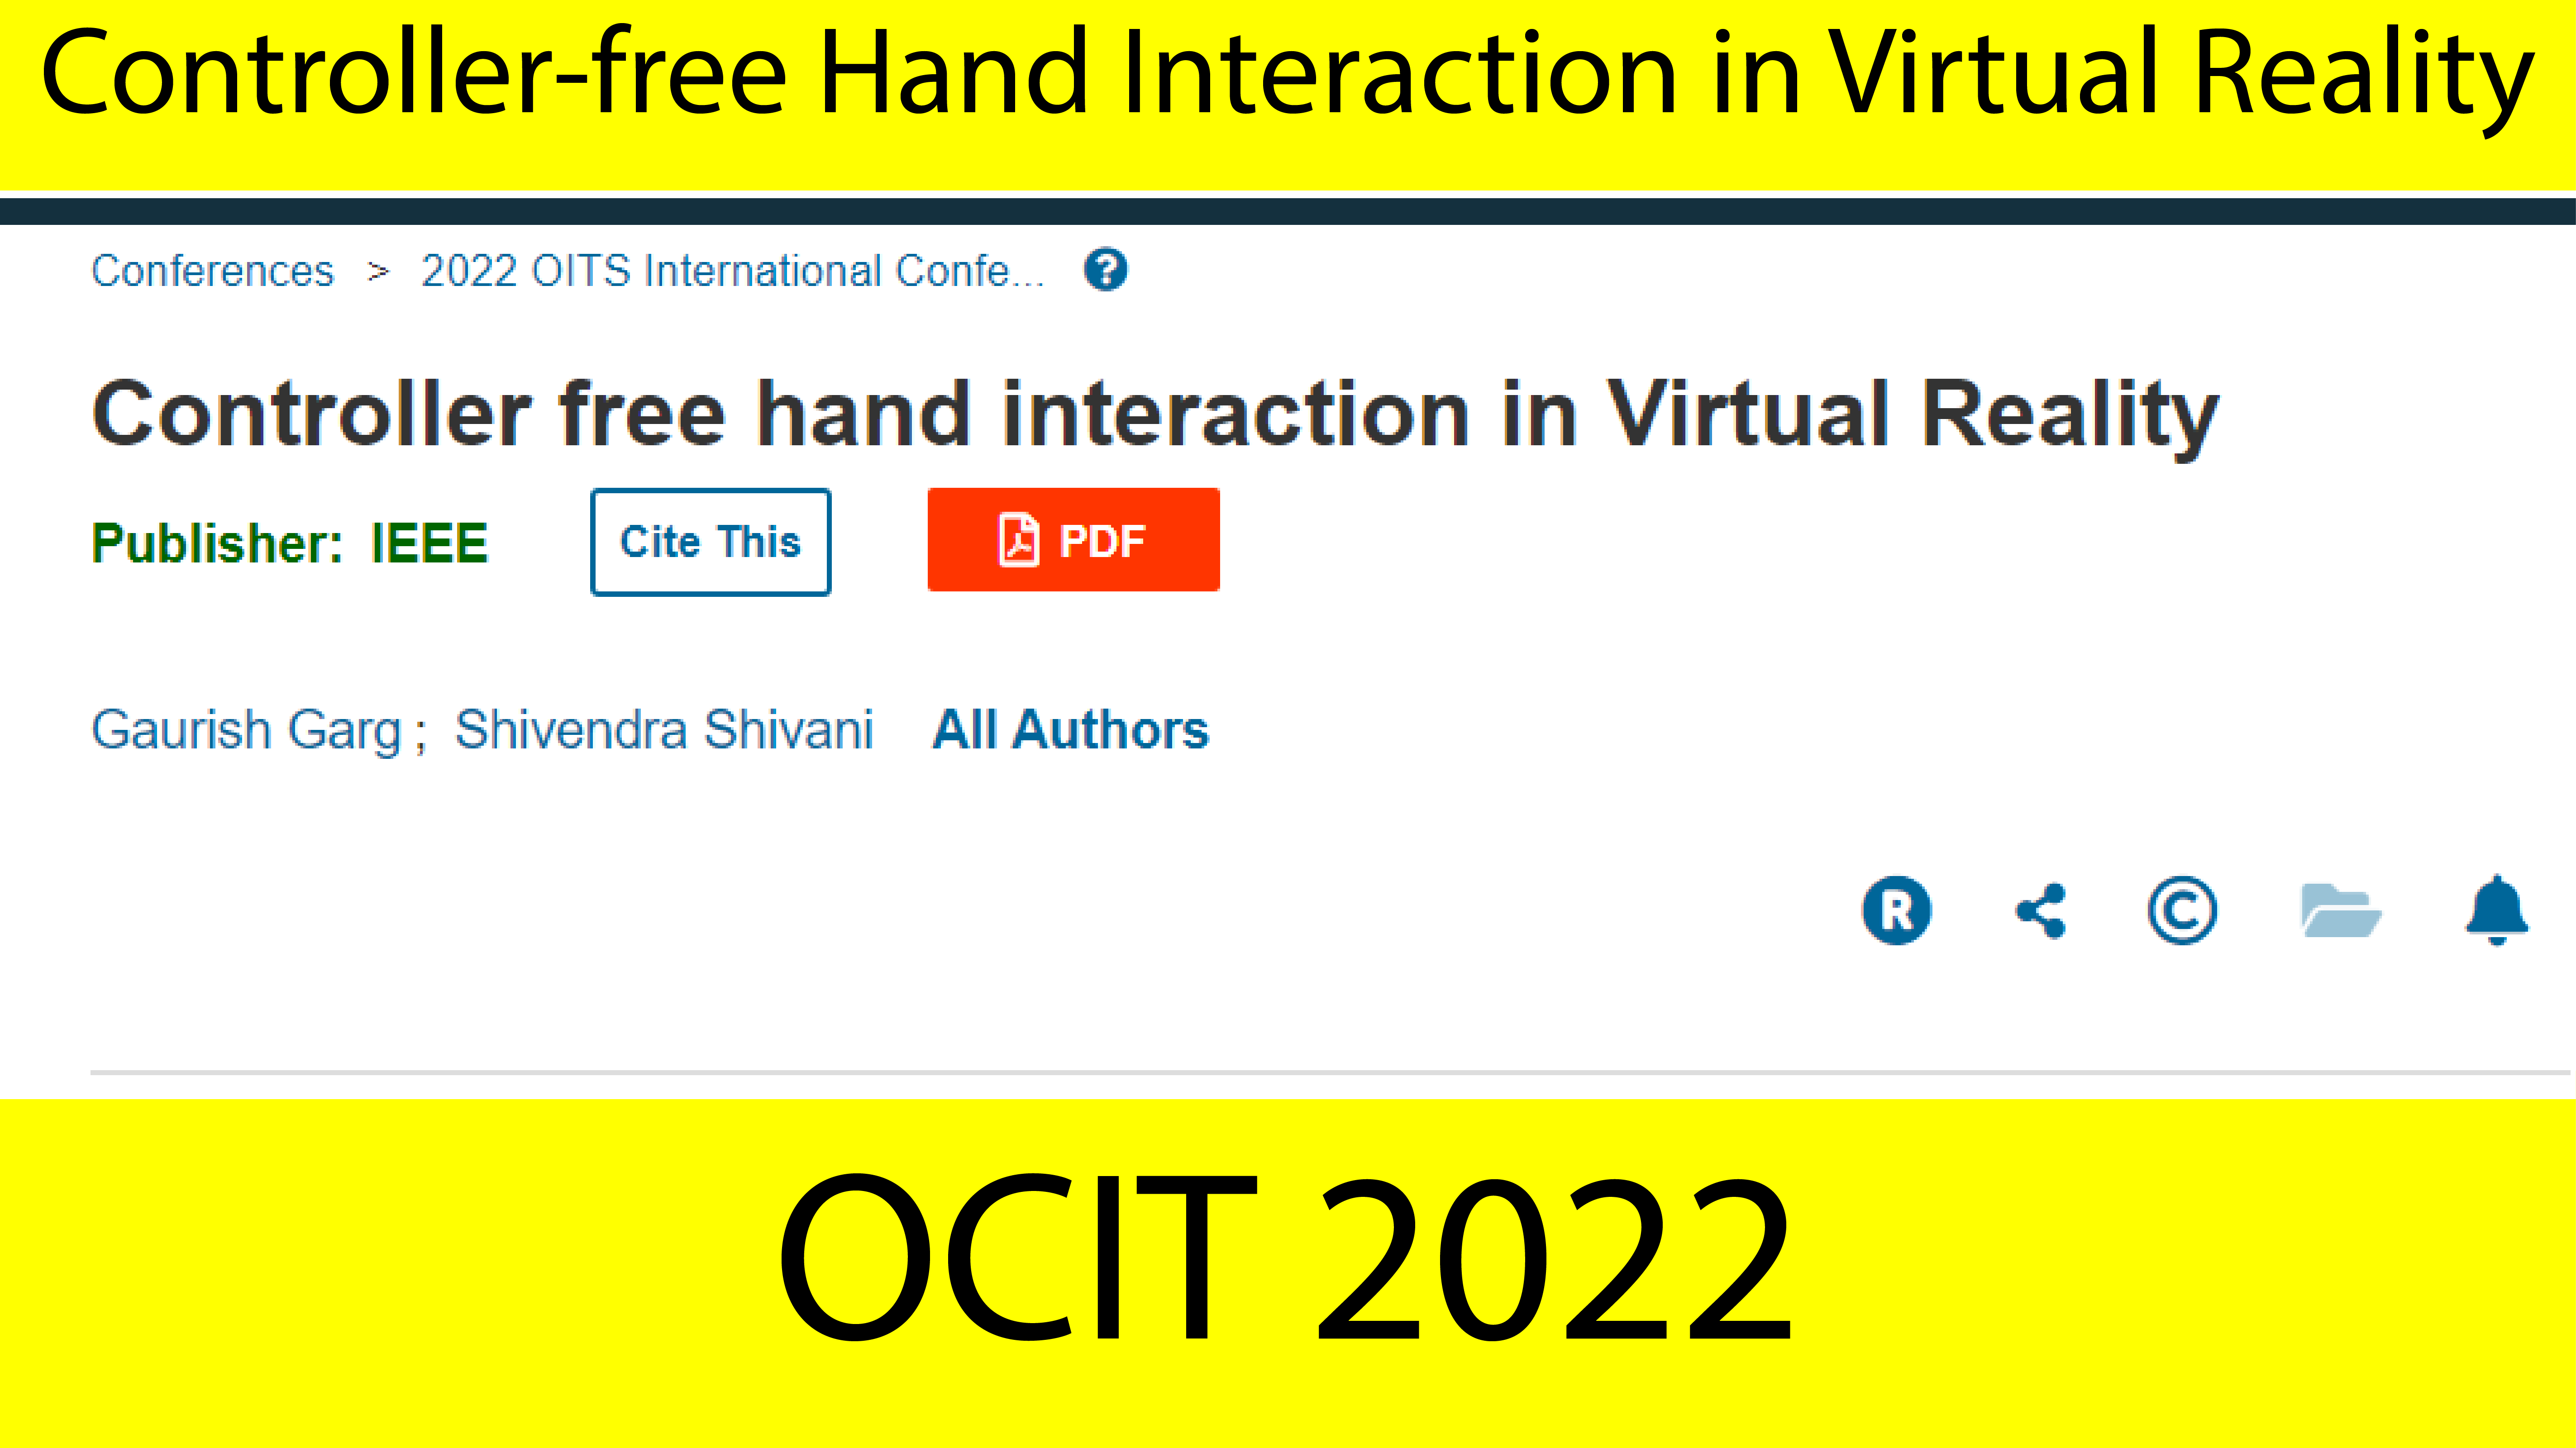 Controller-free Hand Interaction in Virtual Reality
Conferences > 2022 OITS International Confe... ?
Controller free hand interaction in Virtual Reality
Publisher: IEEE Cite This PDF
Gaurish Garg ; Shivendra Shivani All Authors
R ©
OCIT 2022